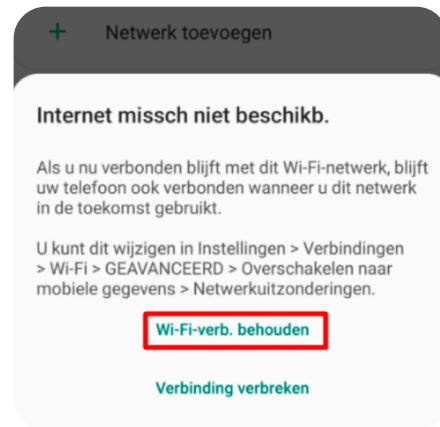 + Netwerk toevoegen
Internet missch niet beschikb.
Als u nu verbonden blijft met dit Wi-Fi-netwerk, blijft
uw telefoon ook verbonden wanneer u dit netwerk
in de toekomst gebruikt.
U kunt dit wijzigen in Instellingen > Verbindingen
> Wi-Fi > GEAVANCEERD > Overschakelen naar
mobiele gegevens > Netwerkuitzonderingen.
Wi-Fi-verb. behouden
Verbinding verbreken